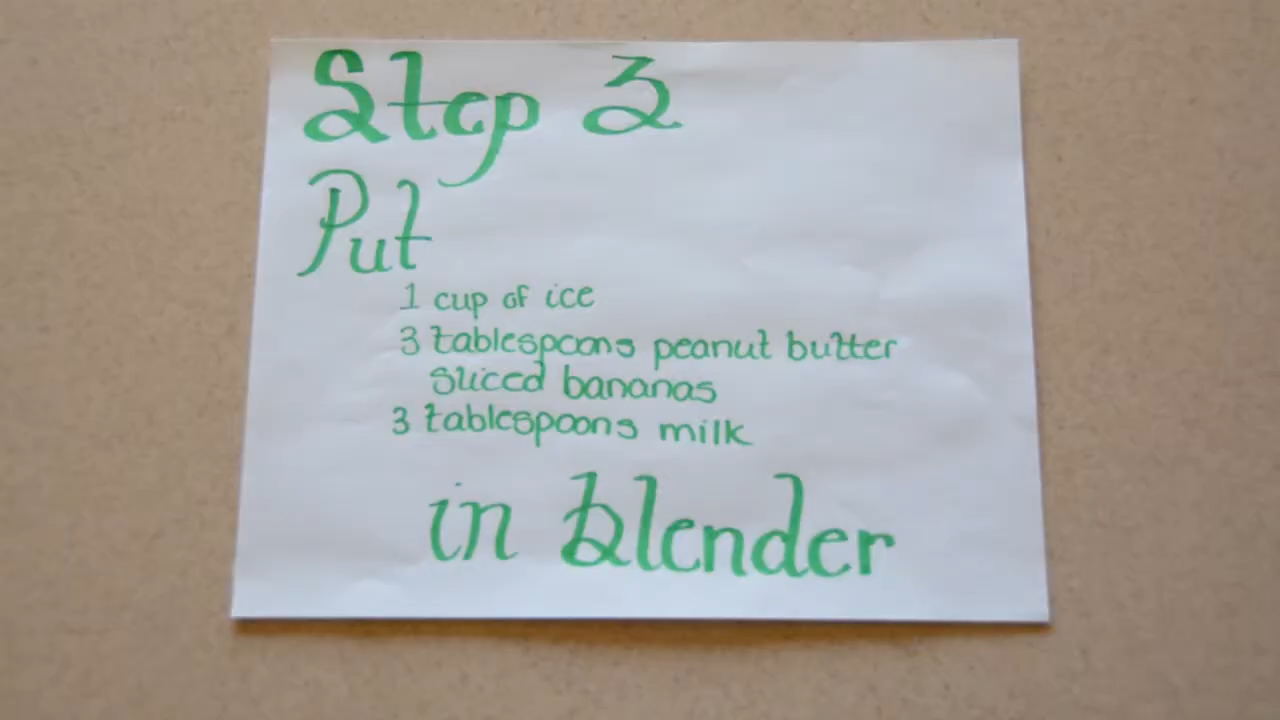 Step 3
Put
1 cup of ice
3 tablespoons peanut butter
sliced bananas
3 tablespoons milk
in blender